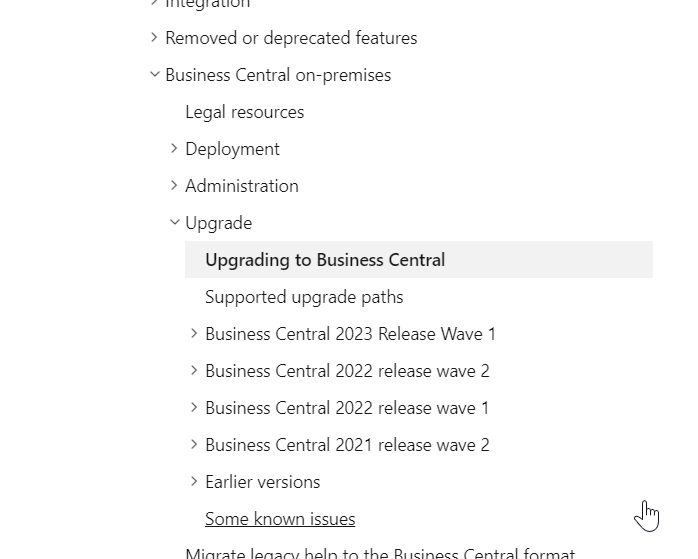 Integration
Removed or deprecated features
Business Central on-premises
Legal resources
Deployment
Administration
Upgrade
Upgrading to Business Central
Supported upgrade paths
Business Central 2023 Release Wave 1
Business Central 2022 release wave 2
Business Central 2022 release wave 1
Business Central 2021 release wave 2
Earlier versions
Some known issues
Migrate legacy help to the Business Central format